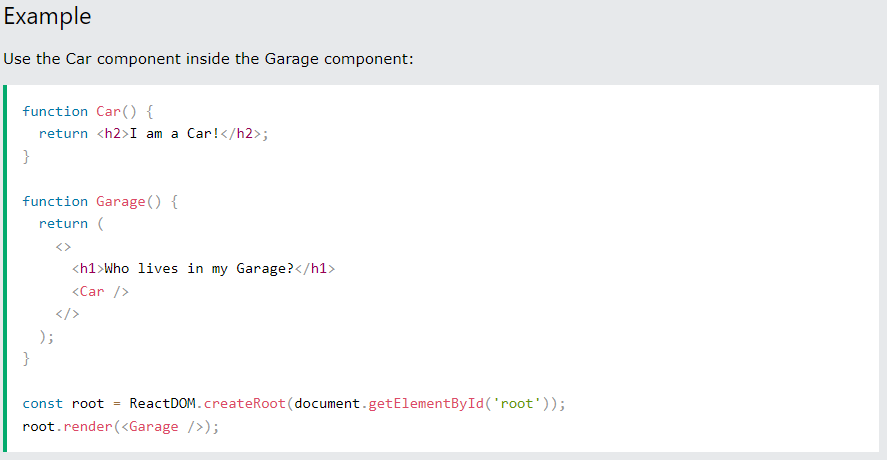 Example
Use the Car component inside the Garage component:
function Car() {
  return <h2>I am a Car!</h2>;
}
function Garage() {
  return (
    <>
      <h1>Who lives in my Garage?</h1>
      <Car />
    </>
  );
}
const root = ReactDOM.createRoot(document.getElementById('root'));
root.render(<Garage />);